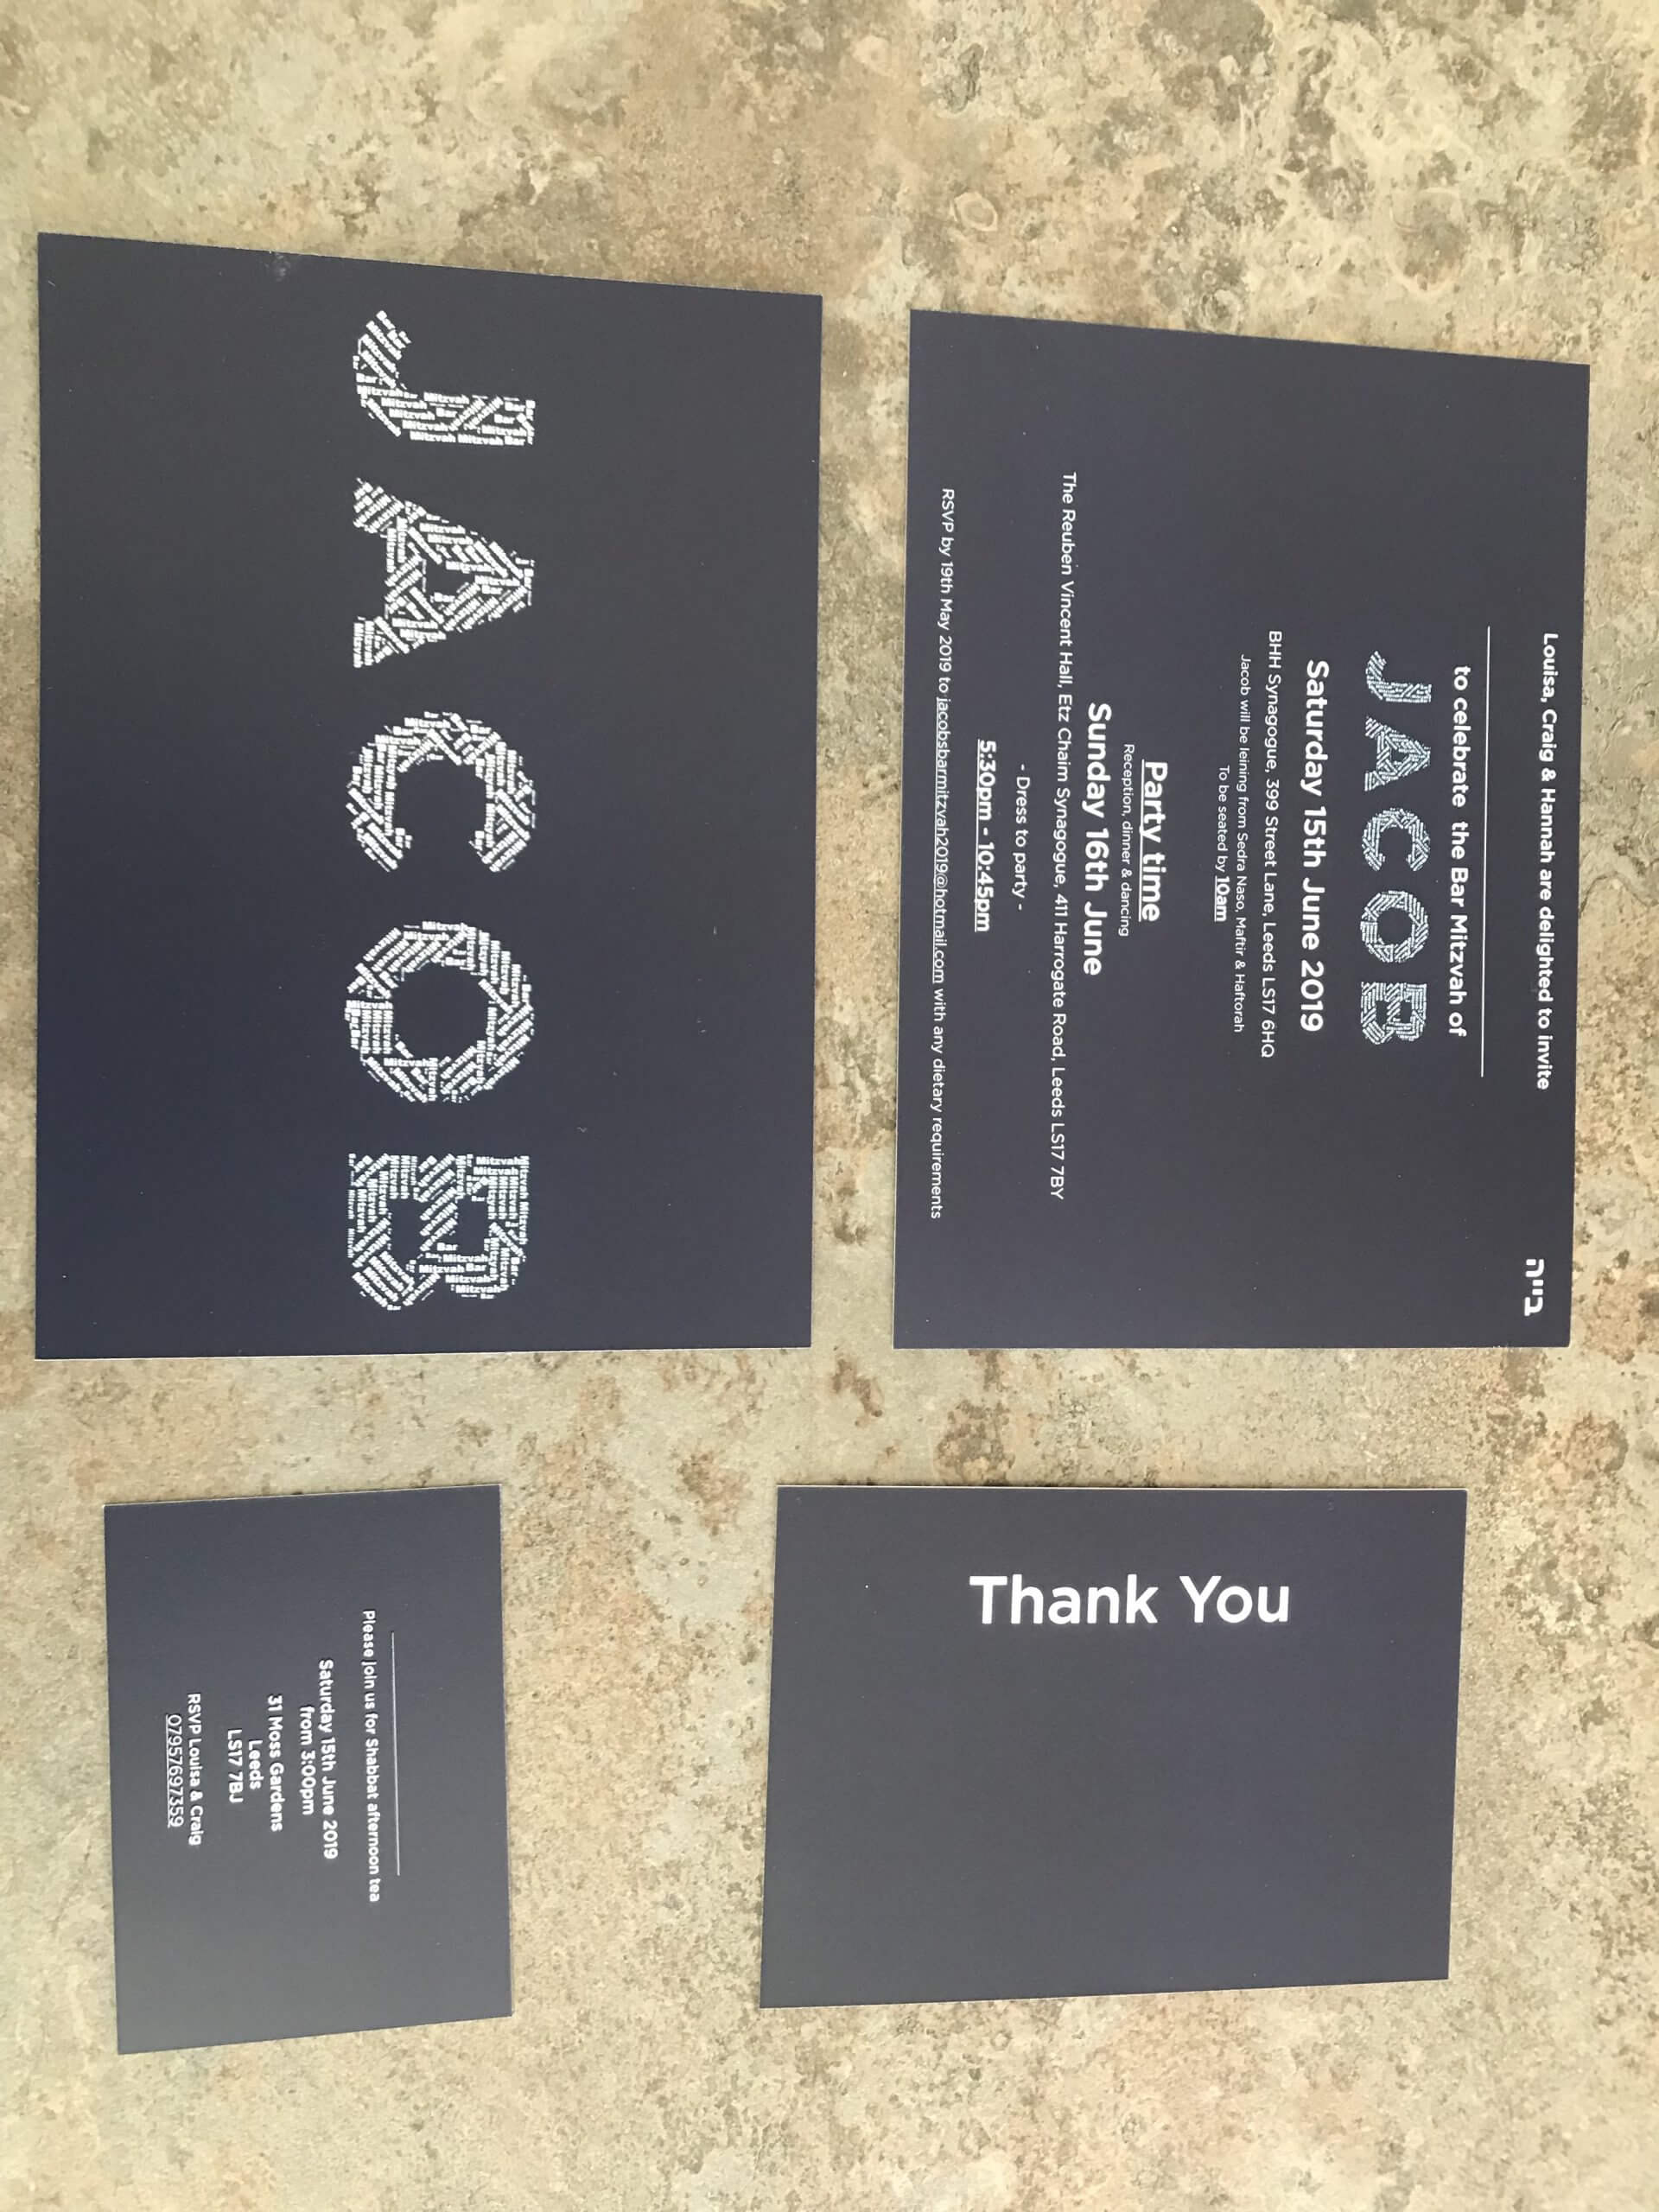 JACOB
ב״ה
Louisa, Craig & Hannah are delighted to invite
to celebrate the Bar Mitzvah of
JACOB
Saturday 15th June 2019
BHH Synagogue, 399 Street Lane, Leeds LS17 6HQ
Jacob will be leining from Sedra Naso, Maftir & Haftorah
To be seated by 10am
Party time
Reception, dinner & dancing
Sunday 16th June
The Reuben Vincent Hall, Etz Chaim Synagogue, 411 Harrogate Road, Leeds LS17 7BY
- Dress to party -
5:30pm - 10:45pm
RSVP by 19th May 2019 to jacobsbarmitzvah2019@hotmail.com with any dietary requirements
Please join us for Shabbat afternoon tea
Saturday 15th June 2019
from 3:00pm
31 Moss Gardens
Leeds
LS17 7BJ
RSVP Louisa & Craig
07957697359
Thank You